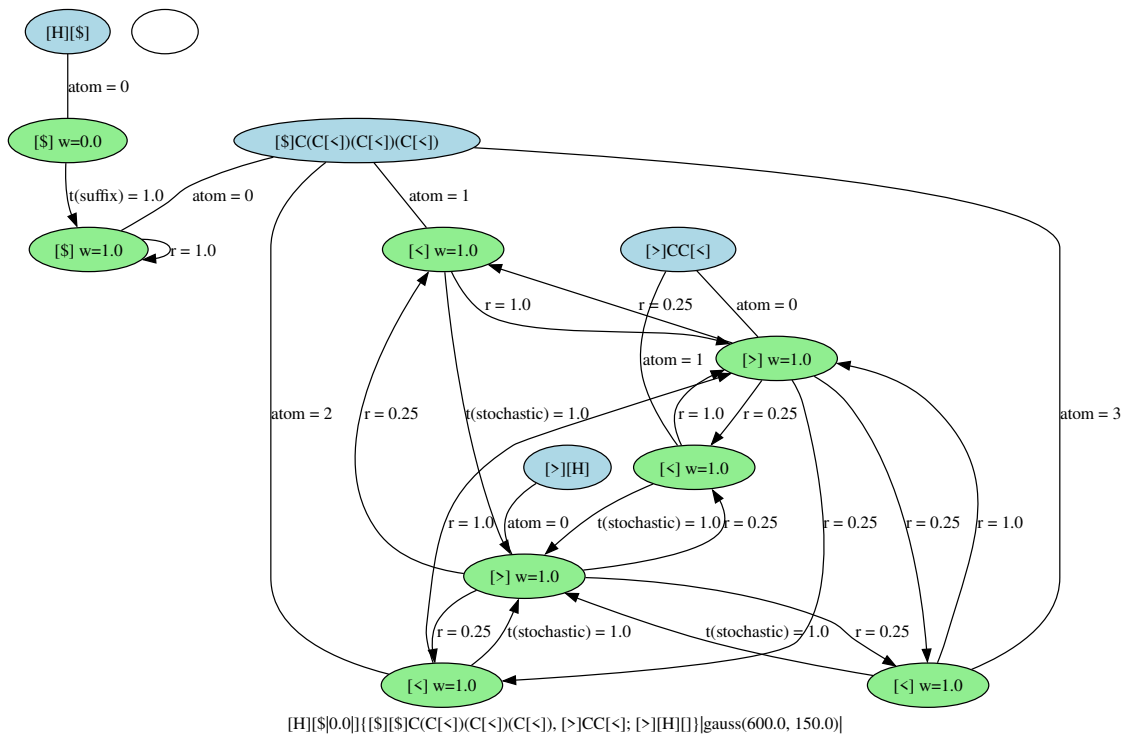 [H][$]
atom = 0
[$] w=0.0
[$]C(C[<])(C[<])(C[<])
t(suffix) = 1.0
atom = 0
atom = 1
[$] w=1.0
r = 1.0
[<] w=1.0
[>]CC[<]
r = 1.0
r = 0.25
atom = 0
atom = 1
[>] w=1.0
atom = 2
r = 0.25
t(stochastic) = 1.0
r = 1.0
r = 0.25
atom = 3
[>][H]
[<] w=1.0
r = 1.0
atom = 0
t(stochastic) = 1.0
r = 0.25
r = 0.25
r = 0.25
r = 1.0
[>] w=1.0
r = 0.25
t(stochastic) = 1.0
t(stochastic) = 1.0
r = 0.25
[<] w=1.0
[<] w=1.0
[H][$|0.0|]{[$][$]C(C[<])(C[<])(C[<]), [>]CC[<]; [>][H][]}|gauss(600.0, 150.0)|